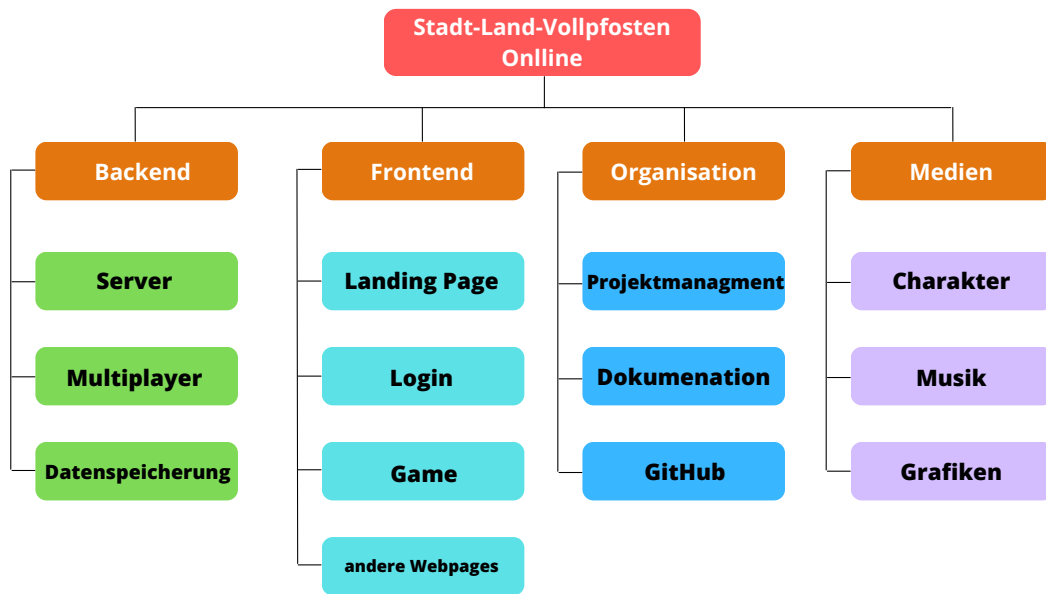 Stadt-Land-Vollpfosten
Onlline
Backend
Frontend
Organisation
Medien
Server
Landing Page
Projektmanagment
Charakter
Multiplayer
Login
Dokumenation
Musik
Datenspeicherung
Game
GitHub
Grafiken
andere Webpages